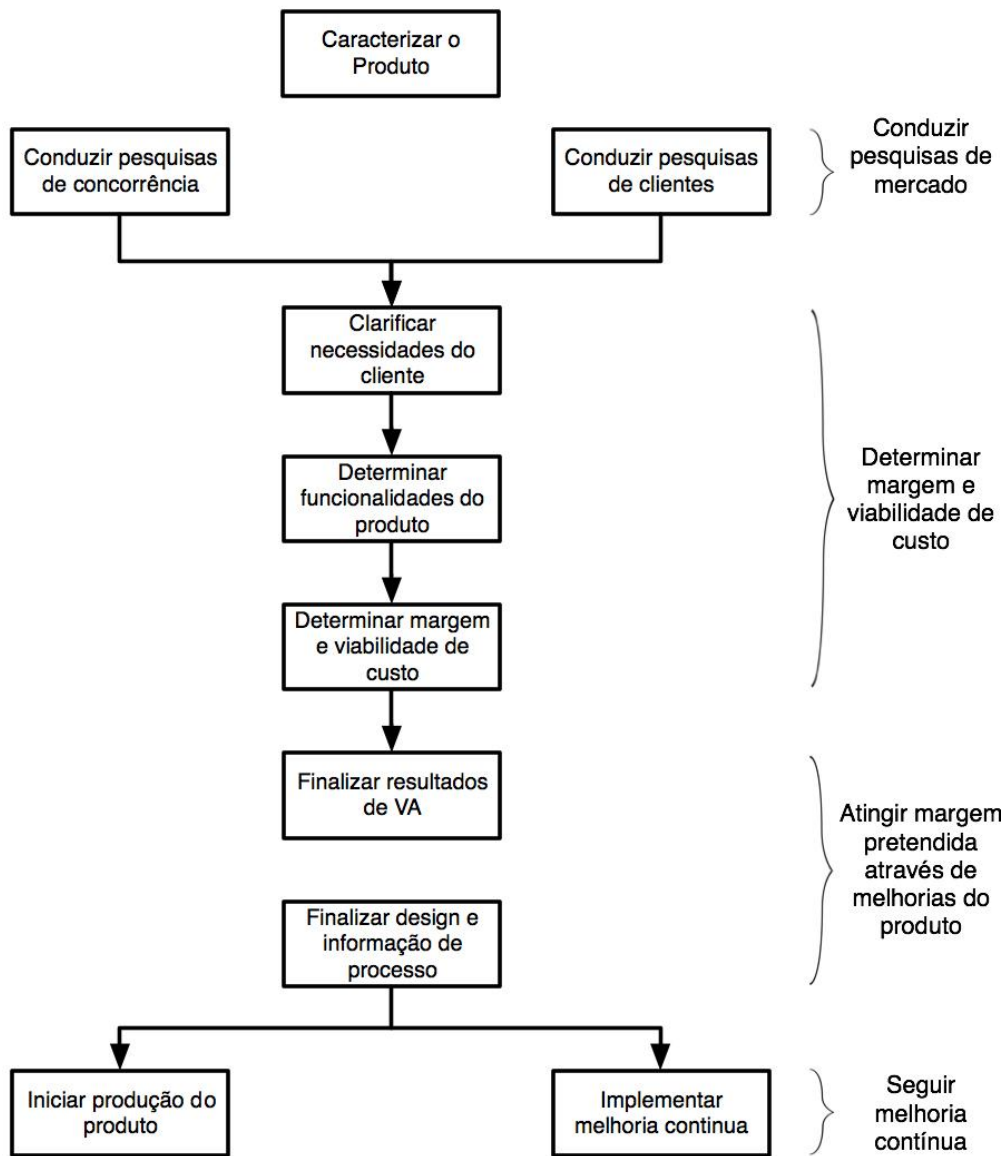 Caracterizar o
Produto
Conduzir pesquisas
de concorrência
Conduzir pesquisas
de clientes
Conduzir
pesquisas de
mercado
Clarificar
necessidades do
cliente
Determinar
funcionalidades do
produto
Determinar margem
e viabilidade de
custo
Determinar
margem e
viabilidade de
custo
Finalizar resultados
de VA
Finalizar design e
informação de
processo
Atingir margem
pretendida
através de
melhorias do
produto
Iniciar produção do
produto
Implementar
melhoria continua
Seguir
melhoria
contínua